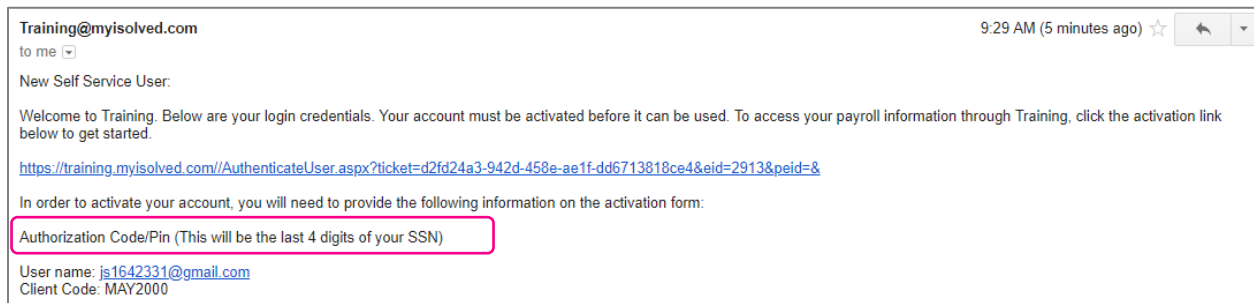 Training@myisolved.com 9:29 AM (5 minutes ago)
to me
New Self Service User:
Welcome to Training. Below are your login credentials. Your account must be activated before it can be used. To access your payroll information through Training, click the activation link
below to get started.
https://training.myisolved.com//AuthenticateUser.aspx?ticket=d2fd24a3-942d-458e-ae1f-dd6713818ce4&eid=2913&peid=&
In order to activate your account, you will need to provide the following information on the activation form:
Authorization Code/Pin (This will be the last 4 digits of your SSN)
User name: js1642331@gmail.com
Client Code: MAY2000